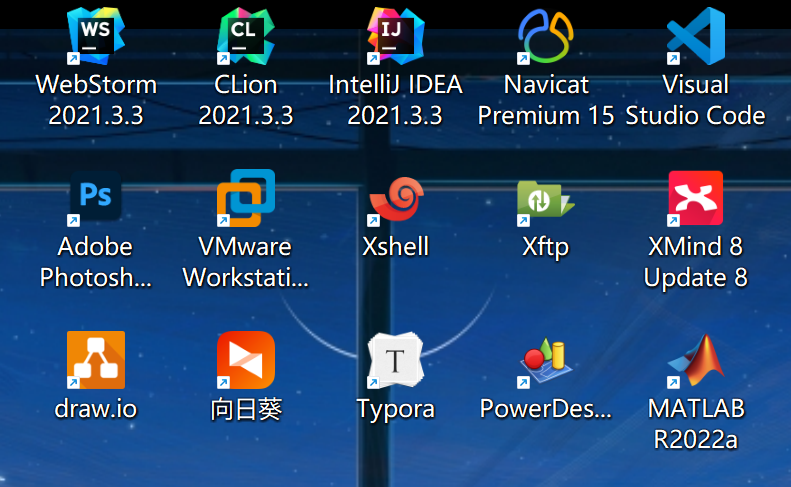 WS
CL
IJ
WebStorm
2021.3.3
CLion
2021.3.3
IntelliJ IDEA
2021.3.3
Navicat
Premium 15
Visual
Studio Code
Ps
Adobe
Photosh...
VMware
Workstati...
Xshell
Xftp
XMind 8
Update 8
T
draw.io
向日葵
Typora
PowerDes...
MATLAB
R2022a